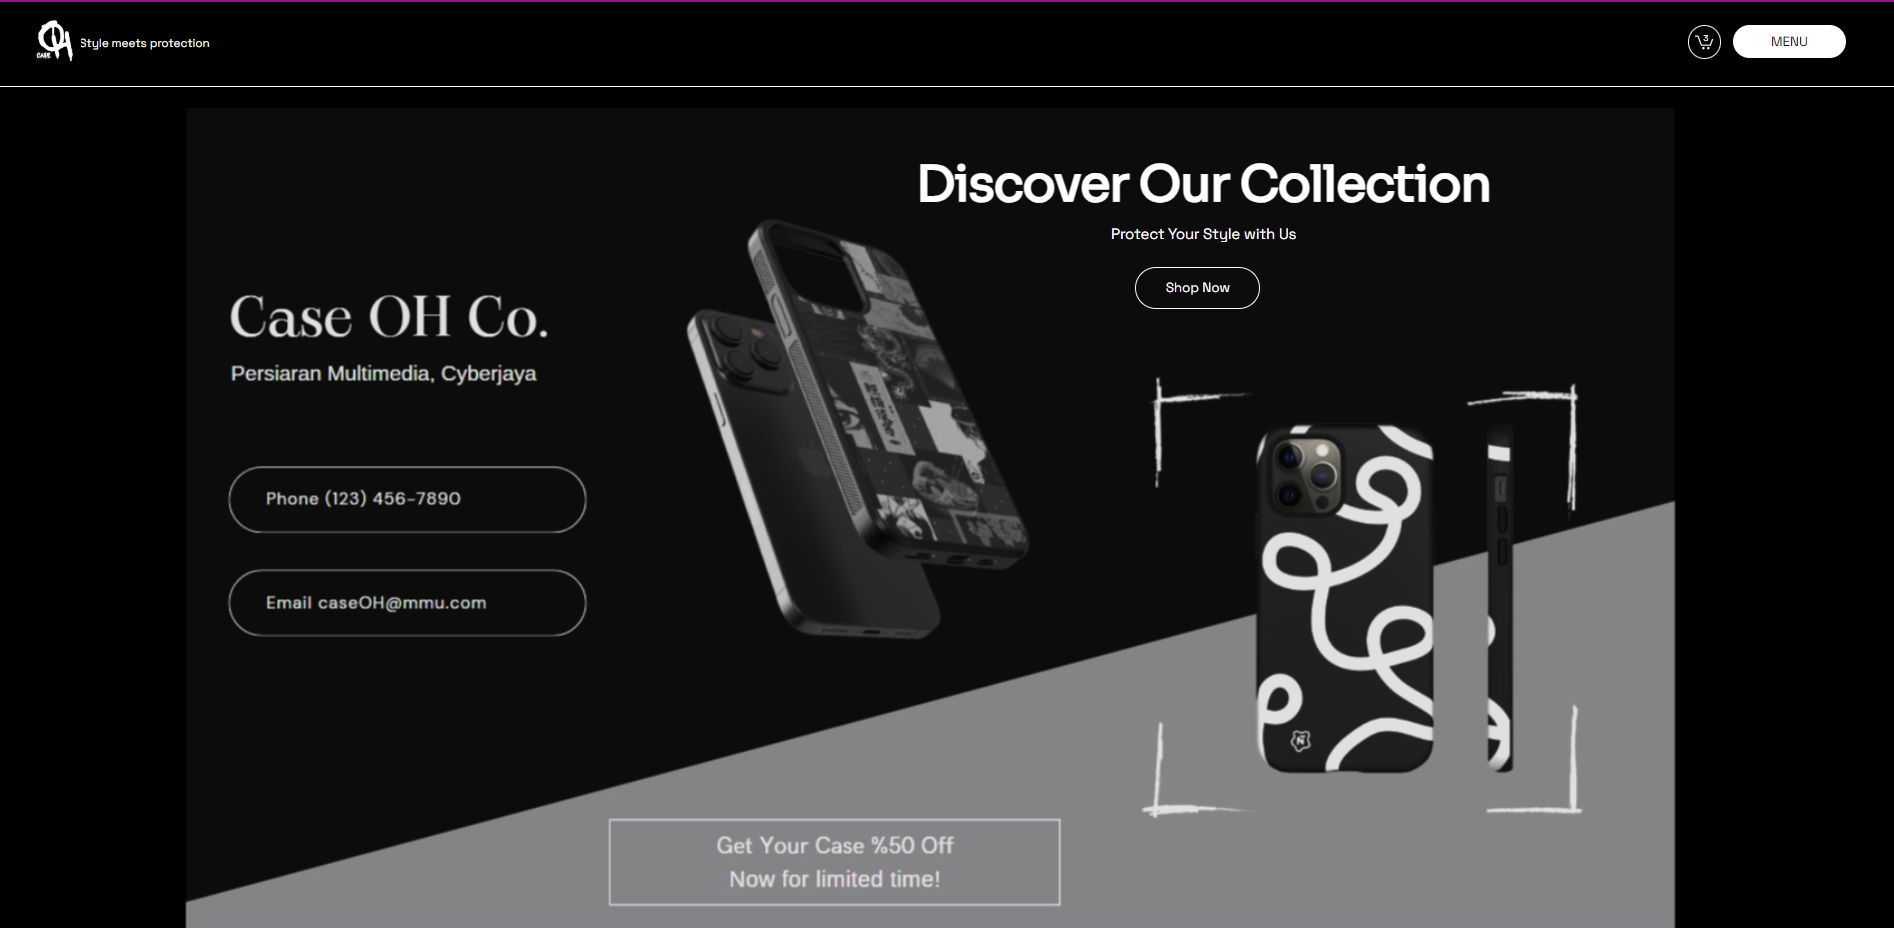 OH
CASE
Style meets protection
3
MENU
Discover Our Collection
Protect Your Style with Us
Shop Now
Case OH Co.
Persiaran Multimedia, Cyberjaya
Phone (123) 456-7890
Email caseOH@mmu.com
N
Get Your Case %50 Off
Now for limited time!